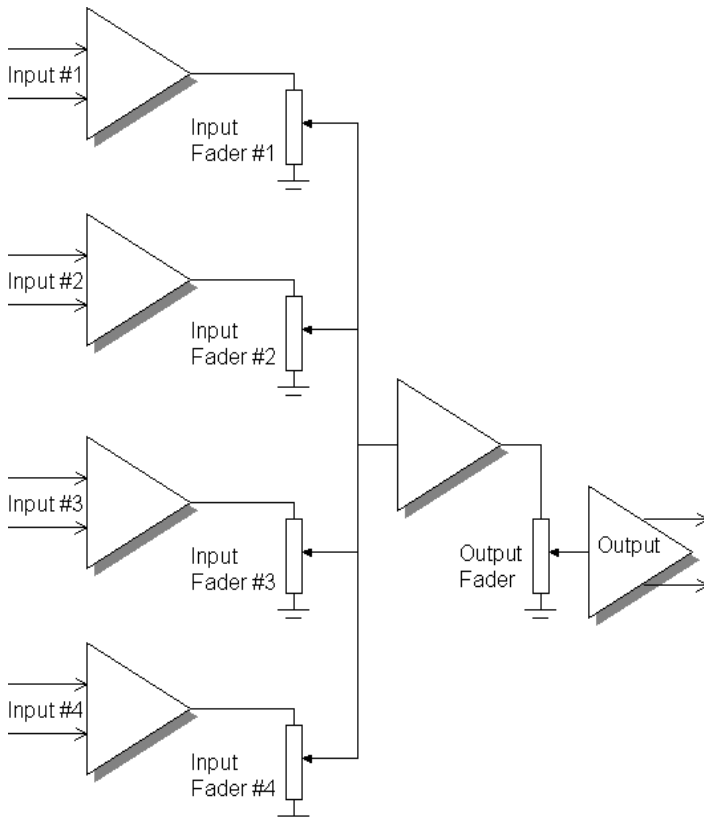 Input #1
Input
Fader #1
Input #2
Input
Fader #2
Input #3
Input
Fader #3
Output
Output
Fader
Input #4
Input
Fader #4